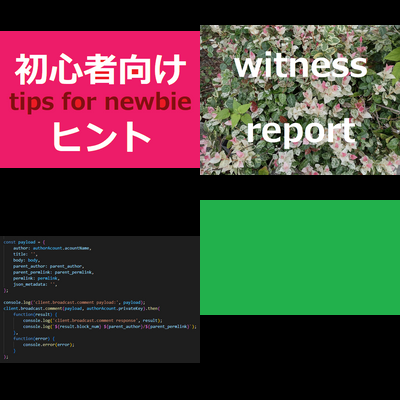 初心者向け
tips for newbie
ヒント
witness
report
const payload = {
author: authorAcount.acountName,
title: '',
body: body,
parent_author: parent_author,
parent_permlink: parent_permlink,
permlink: permlink,
json_metadata: '',
};
console.log('client.broadcast.comment payload:', payload);
client.broadcast.comment(payload, authorAcount.privateKey).then(
function(result) {
console.log('client.broadcast.comment response', result);
console.log(`${result.block_num} ${parent_author}/${parent_permlink}`);
},
function(error) {
console.error(error);
}
);